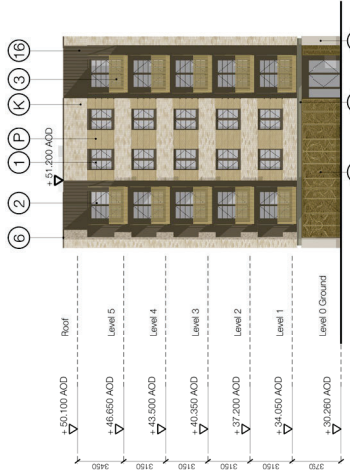 6 2 1 P K 3 16
+ 51.200 AOD
+ 50.100 AOD Roof
3450
+ 46.650 AOD Level 5
3150
+ 43.500 AOD Level 4
3150
+ 40.350 AOD Level 3
3150
+ 37.200 AOD Level 2
3150
+ 34.050 AOD Level 1
3790
+ 30.260 AOD Level 0 Ground